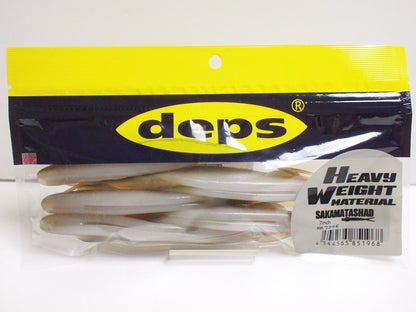 deps®
HEAVY
WEIGHT
MATERIAL
SAKAMATASHAD
7inch
4 544565 851968